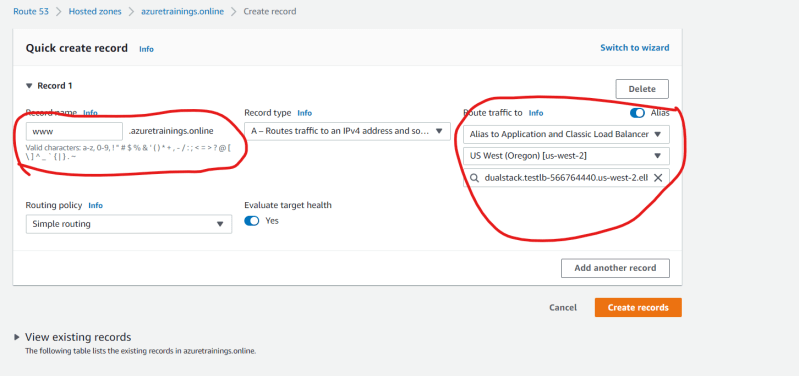 Route 53 > Hosted zones > azuretrainings.online > Create record
Quick create record Info
Switch to wizard
▼ Record 1
Delete
Record name Info
Record type Info
Route traffic to Info
Alias
www
.azuretrainings.online
A – Routes traffic to an IPv4 address and so...
Alias to Application and Classic Load Balancer
Valid characters: a-z, 0-9, ! " # $ % & ' ( ) * + , - / : ; < = > ? @ [
\ ] ^ _ ` { | } . ~
US West (Oregon) [us-west-2]
dualstack.testlb-566764440.us-west-2.elb
Routing policy Info
Evaluate target health
Simple routing
Yes
Add another record
Cancel
Create records
View existing records
The following table lists the existing records in azuretrainings.online.